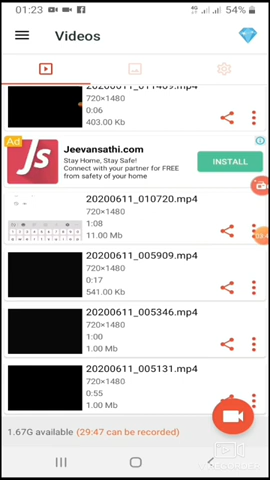 01:23 54%
Videos
20200611_011409.mp4
720×1480
0:06
403.00 Kb
Ad
Js
Jeevansathi.com
Stay Home, Stay Safe!
Connect with your partner for FREE
from safety of your home
INSTALL
20200611_010720.mp4
720×1480
1:08
11.00 Mb
20200611_005909.mp4
720×1480
0:17
541.00 Kb
20200611_005346.mp4
720×1480
1:00
1.00 Mb
20200611_005131.mp4
720×1480
0:55
1.00 Mb
1.67G available (29:47 can be recorded)